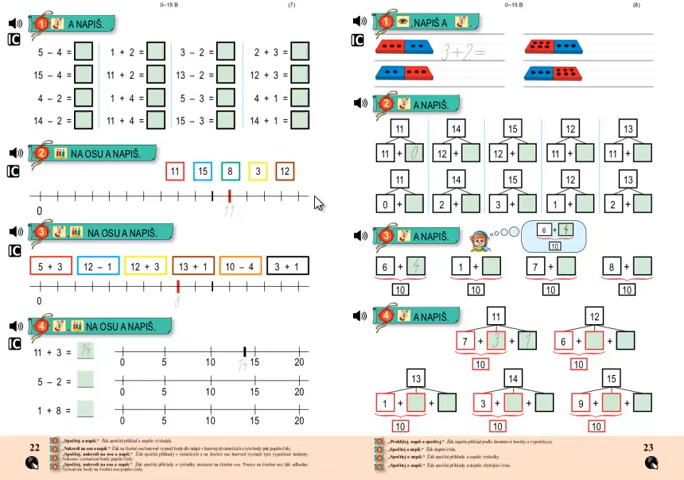 0–15 B (7)
1 A NAPIŠ.
5 – 4 = 1 + 2 = 3 – 2 = 2 + 3 =
15 – 4 = 11 + 2 = 13 – 2 = 12 + 3 =
4 – 2 = 1 + 4 = 5 – 3 = 4 + 1 =
14 – 2 = 11 + 4 = 15 – 3 = 14 + 1 =
2 NA OSU A NAPIŠ.
11 15 8 3 12
0 11
3 NA OSU A NAPIŠ.
5 + 3 12 – 1 12 + 3 13 + 1 10 – 4 3 + 1
0 8
4 NA OSU A NAPIŠ.
11 + 3 = 14 0 5 10 14 15 20
5 – 2 = 0 5 10 15 20
1 + 8 = 0 5 10 15 20
22
0–15 B (8)
1 NAPIŠ A
3+2=
2 A NAPIŠ.
11 14 15 12 13
11 + 0 12 + 12 + 11 + 11 +
11 14 15 12 13
0 + 2 + 3 + 1 + 2 +
3 A NAPIŠ.
6 + 4
10
6 + 4 1 + 7 + 8 +
10 10 10 10
4 A NAPIŠ.
11 12
7 + 3 + 1 6 + +
10 10
13 14 15
1 + + 3 + + 9 + +
10 10 10
23